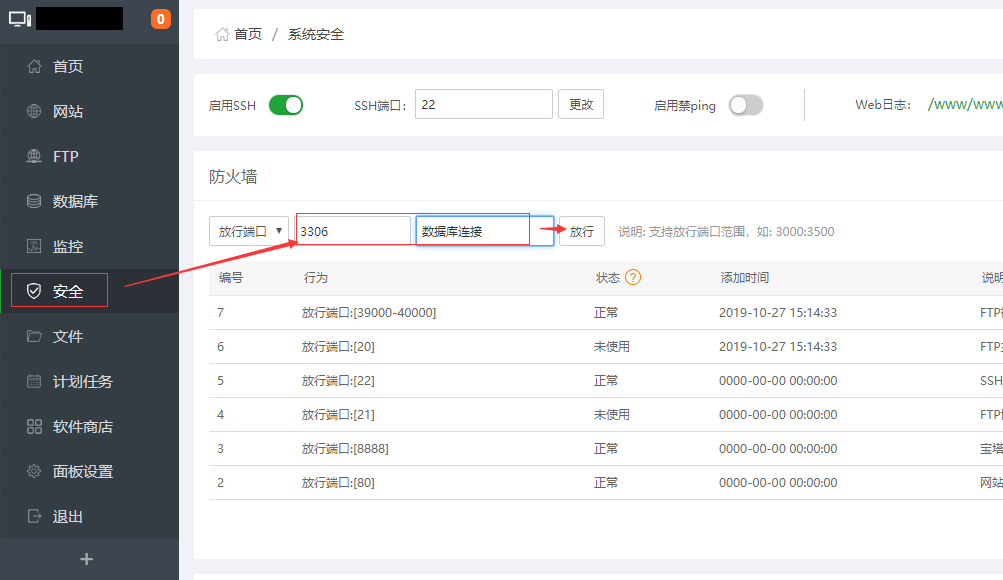 0
首页
网站
FTP
数据库
监控
安全
文件
计划任务
软件商店
面板设置
退出
+
首页 / 系统安全
启用SSH SSH端口: 22 更改 启用禁ping Web日志: /www/www
防火墙
放行端口 3306 数据库连接 放行 说明: 支持放行端口范围，如: 3000:3500
编号 行为 状态 ? 添加时间 说明
7 放行端口:[39000-40000] 正常 2019-10-27 15:14:33 FTP
6 放行端口:[20] 未使用 2019-10-27 15:14:33 FTP
5 放行端口:[22] 正常 0000-00-00 00:00:00 SSH
4 放行端口:[21] 未使用 0000-00-00 00:00:00 FTP
3 放行端口:[8888] 正常 0000-00-00 00:00:00 宝塔
2 放行端口:[80] 正常 0000-00-00 00:00:00 网站